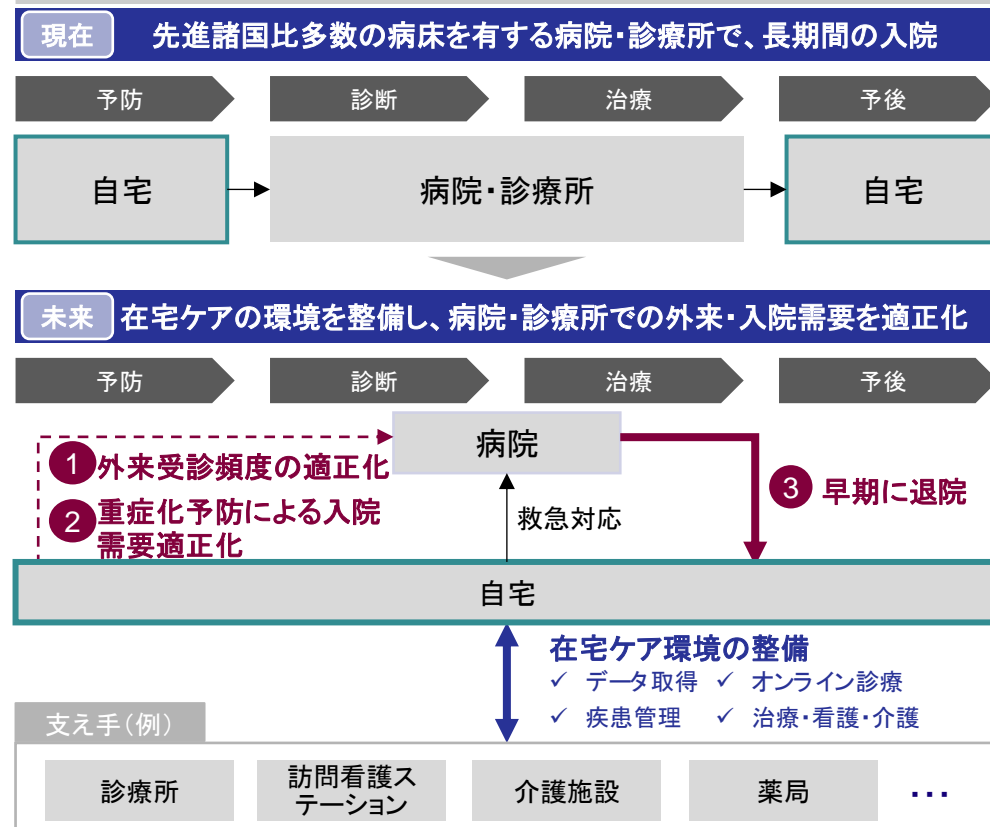 現在 先進諸国比多数の病床を有する病院・診療所で、長期間の入院
予防 診断 治療 予後
自宅 病院・診療所 自宅
未来 在宅ケアの環境を整備し、病院・診療所での外来・入院需要を適正化
予防 診断 治療 予後
病院
1 外来受診頻度の適正化
2 重症化予防による入院
需要適正化
救急対応
3 早期に退院
自宅
在宅ケア環境の整備
✓ データ取得 ✓ オンライン診療
✓ 疾患管理 ✓ 治療・看護・介護
支え手(例)
診療所
訪問看護ス
テーション
介護施設
薬局
・・・